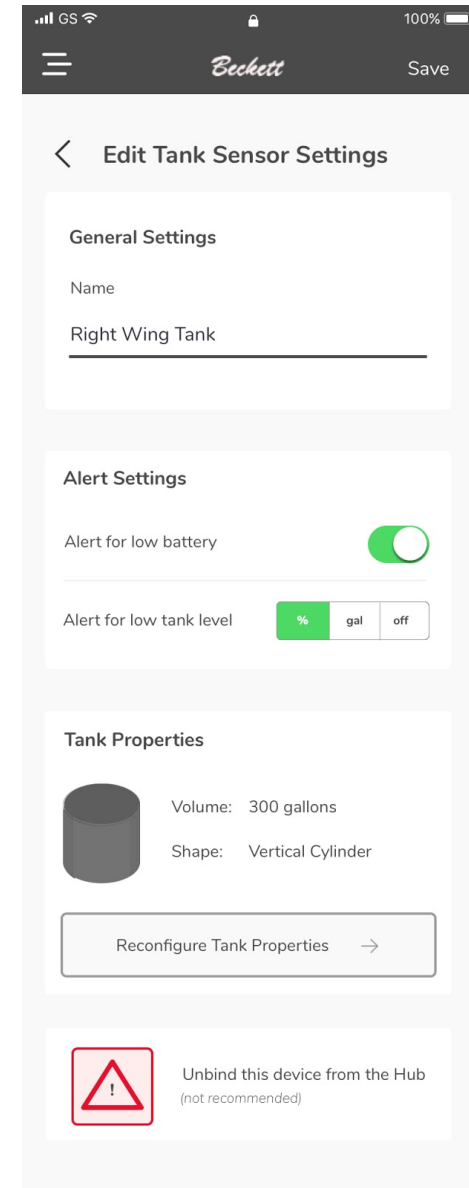 GS 100%
Beckett Save
Edit Tank Sensor Settings
General Settings
Name
Right Wing Tank
Alert Settings
Alert for low battery
Alert for low tank level % gal off
Tank Properties
Volume: 300 gallons
Shape: Vertical Cylinder
Reconfigure Tank Properties →
! Unbind this device from the Hub
(not recommended)